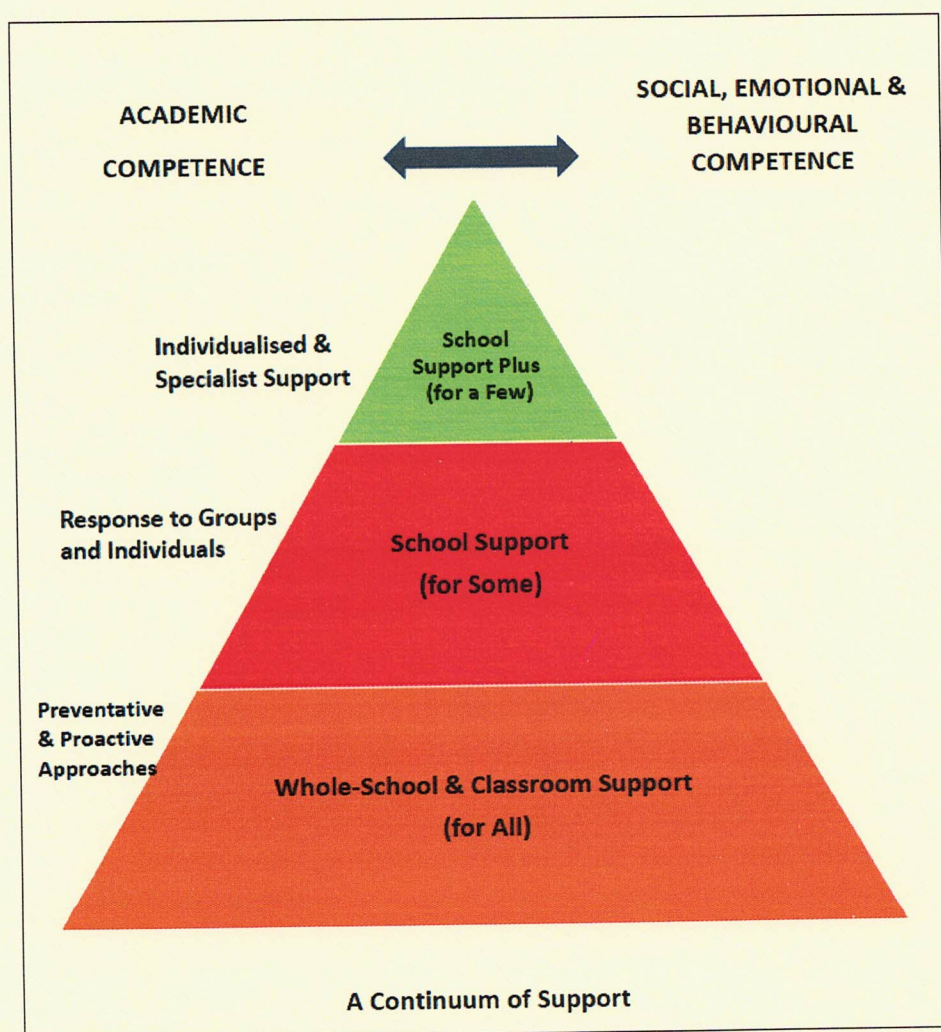 ACADEMIC
COMPETENCE
SOCIAL, EMOTIONAL &
BEHAVIOURAL
COMPETENCE
Individualised &
Specialist Support
School
Support Plus
(for a Few)
Response to Groups
and Individuals
School Support
(for Some)
Preventative
& Proactive
Approaches
Whole-School & Classroom Support
(for All)
A Continuum of Support